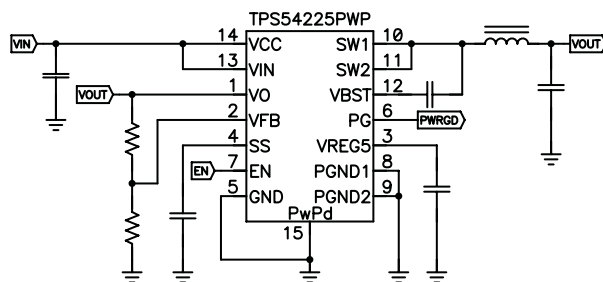 TPS54225PWP
VIN
14 VCC SW1 10
13 VIN SW2 11
VOUT
VOUT 1 VO VBST 12
2 VFB PG 6 PWRGD
4 SS VREG5 3
EN 7 EN PGND1 8
5 GND PGND2 9
PwPd
15